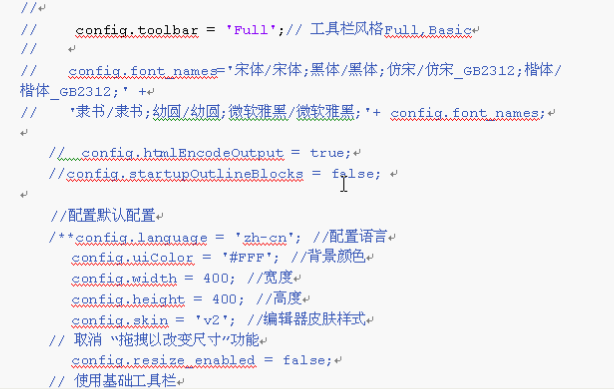 //
//    config.toolbar = 'Full';// 工具栏风格Full,Basic
//
//   config.font_names='宋体/宋体;黑体/黑体;仿宋/仿宋_GB2312;楷体/
楷体_GB2312;' +
//   '隶书/隶书;幼圆/幼圆;微软雅黑/微软雅黑;'+ config.font_names;
//  config.htmlEncodeOutput = true;
//config.startupOutlineBlocks = false;
//配置默认配置
/**config.language = 'zh-cn'; //配置语言
config.uiColor = '#FFF'; //背景颜色
config.width = 400; //宽度
config.height = 400; //高度
config.skin = 'v2'; //编辑器皮肤样式
// 取消 “拖拽以改变尺寸”功能
config.resize_enabled = false;
// 使用基础工具栏